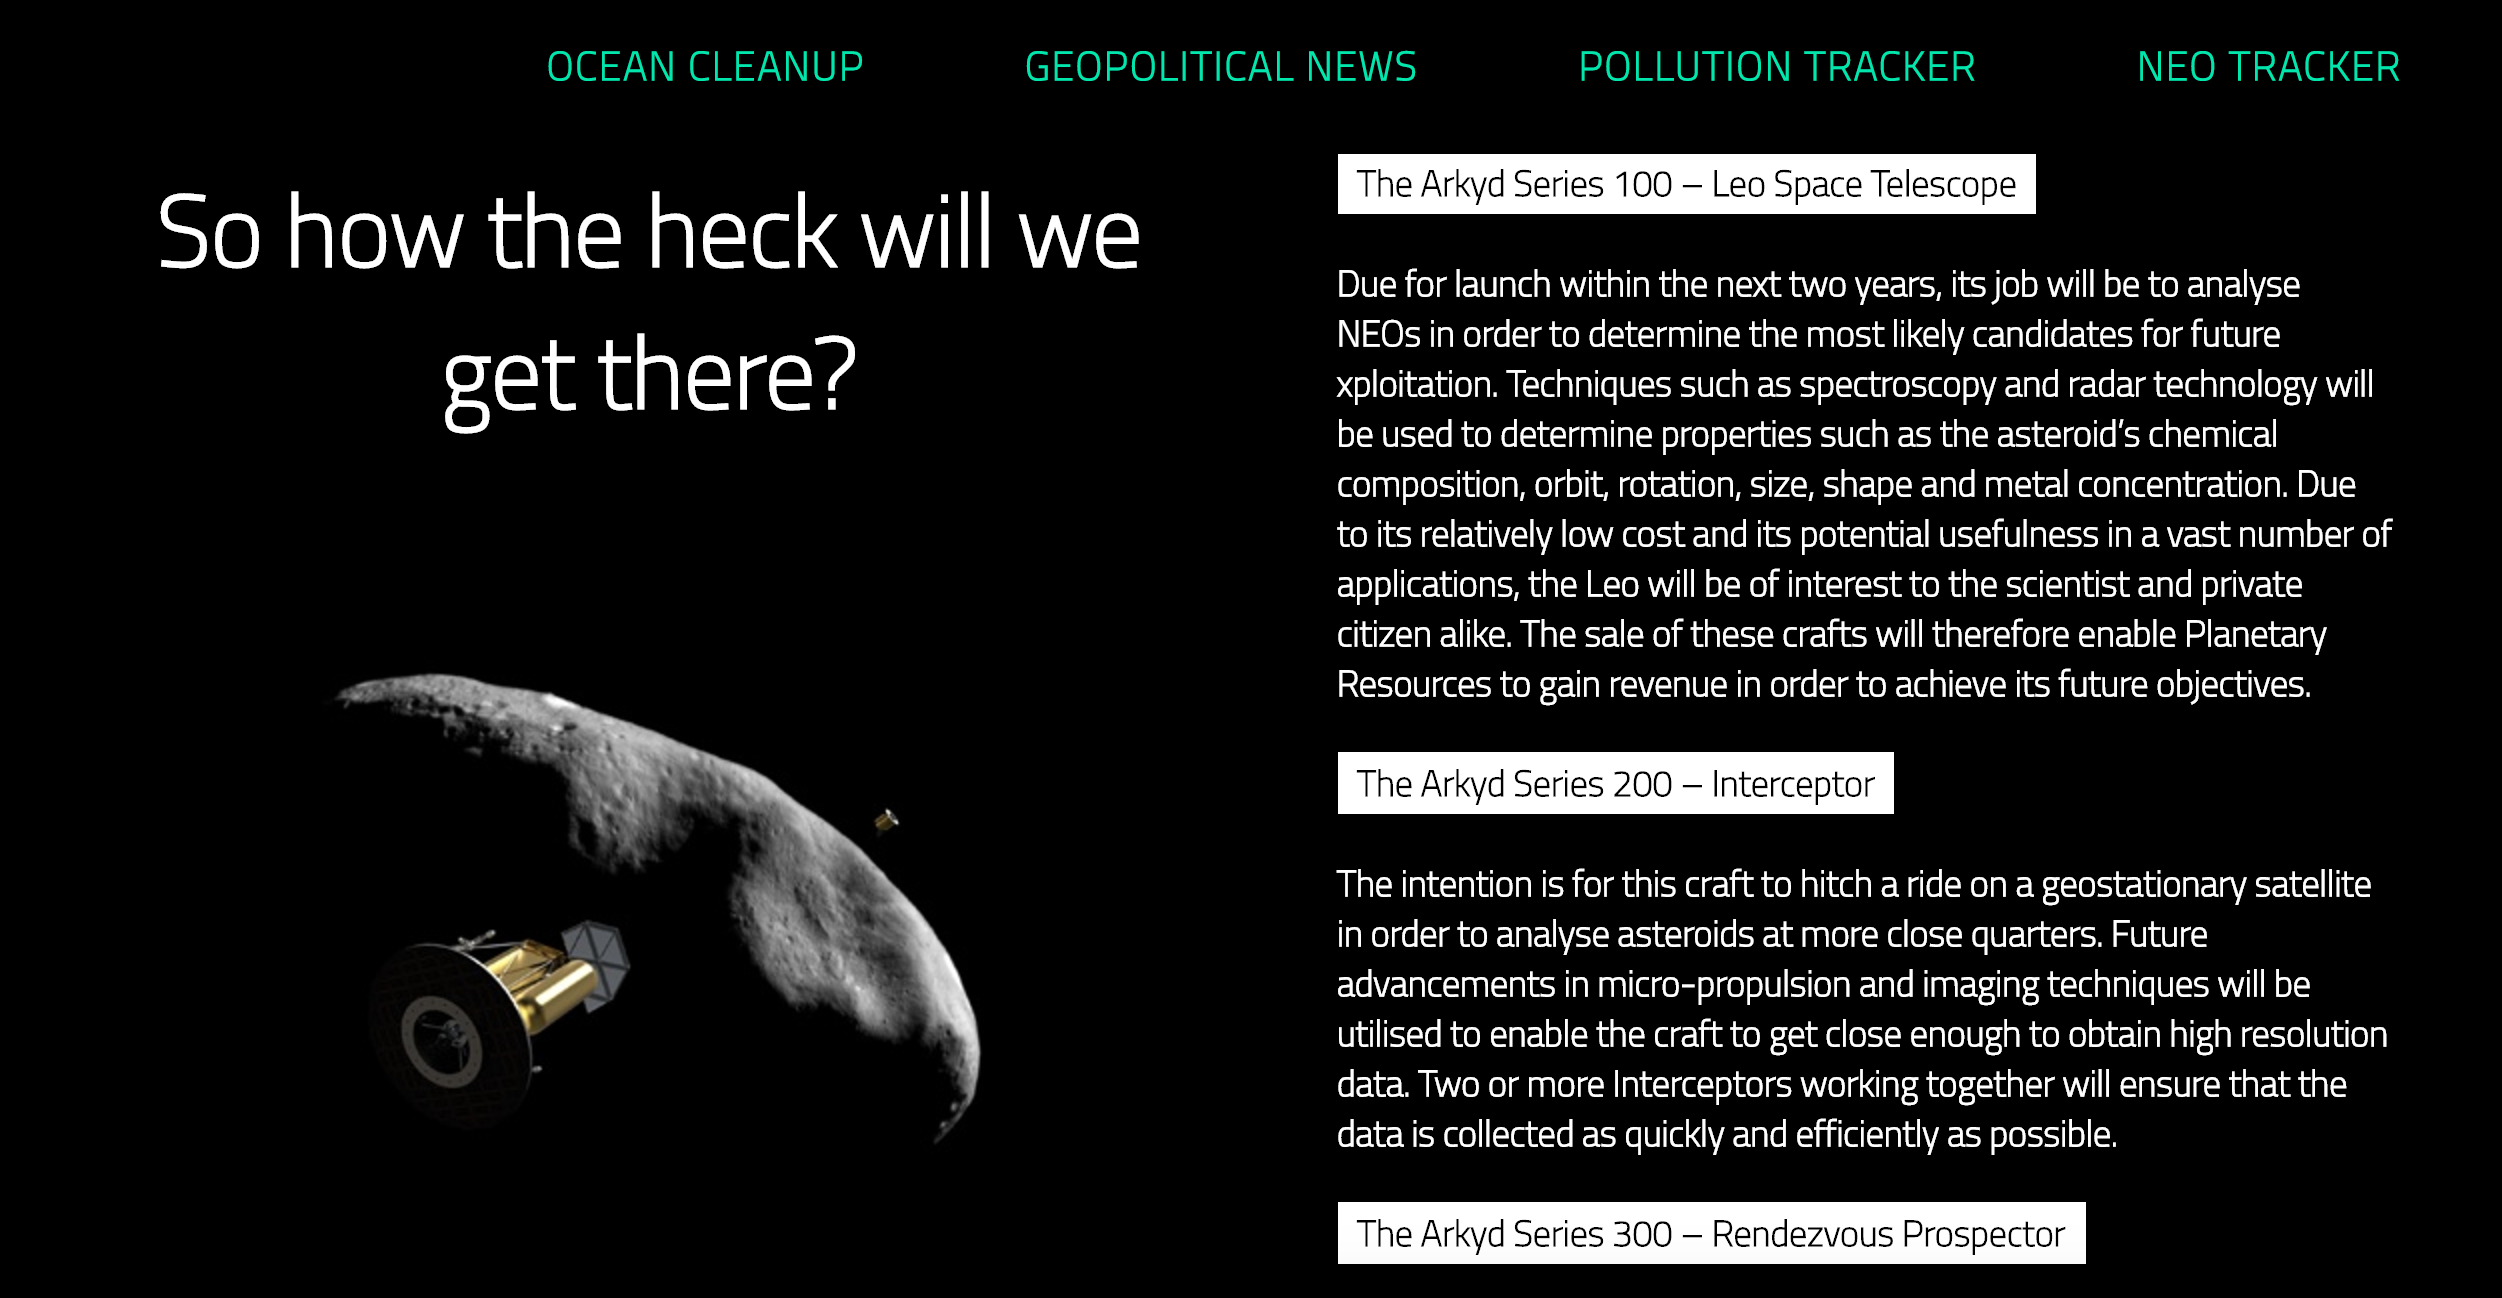 OCEAN CLEANUP
GEOPOLITICAL NEWS
POLLUTION TRACKER
NEO TRACKER
So how the heck will we
get there?
The Arkyd Series 100 – Leo Space Telescope
Due for launch within the next two years, its job will be to analyse
NEOs in order to determine the most likely candidates for future
xploitation. Techniques such as spectroscopy and radar technology will
be used to determine properties such as the asteroid’s chemical
composition, orbit, rotation, size, shape and metal concentration. Due
to its relatively low cost and its potential usefulness in a vast number of
applications, the Leo will be of interest to the scientist and private
citizen alike. The sale of these crafts will therefore enable Planetary
Resources to gain revenue in order to achieve its future objectives.
The Arkyd Series 200 – Interceptor
The intention is for this craft to hitch a ride on a geostationary satellite
in order to analyse asteroids at more close quarters. Future
advancements in micro-propulsion and imaging techniques will be
utilised to enable the craft to get close enough to obtain high resolution
data. Two or more Interceptors working together will ensure that the
data is collected as quickly and efficiently as possible.
The Arkyd Series 300 – Rendezvous Prospector